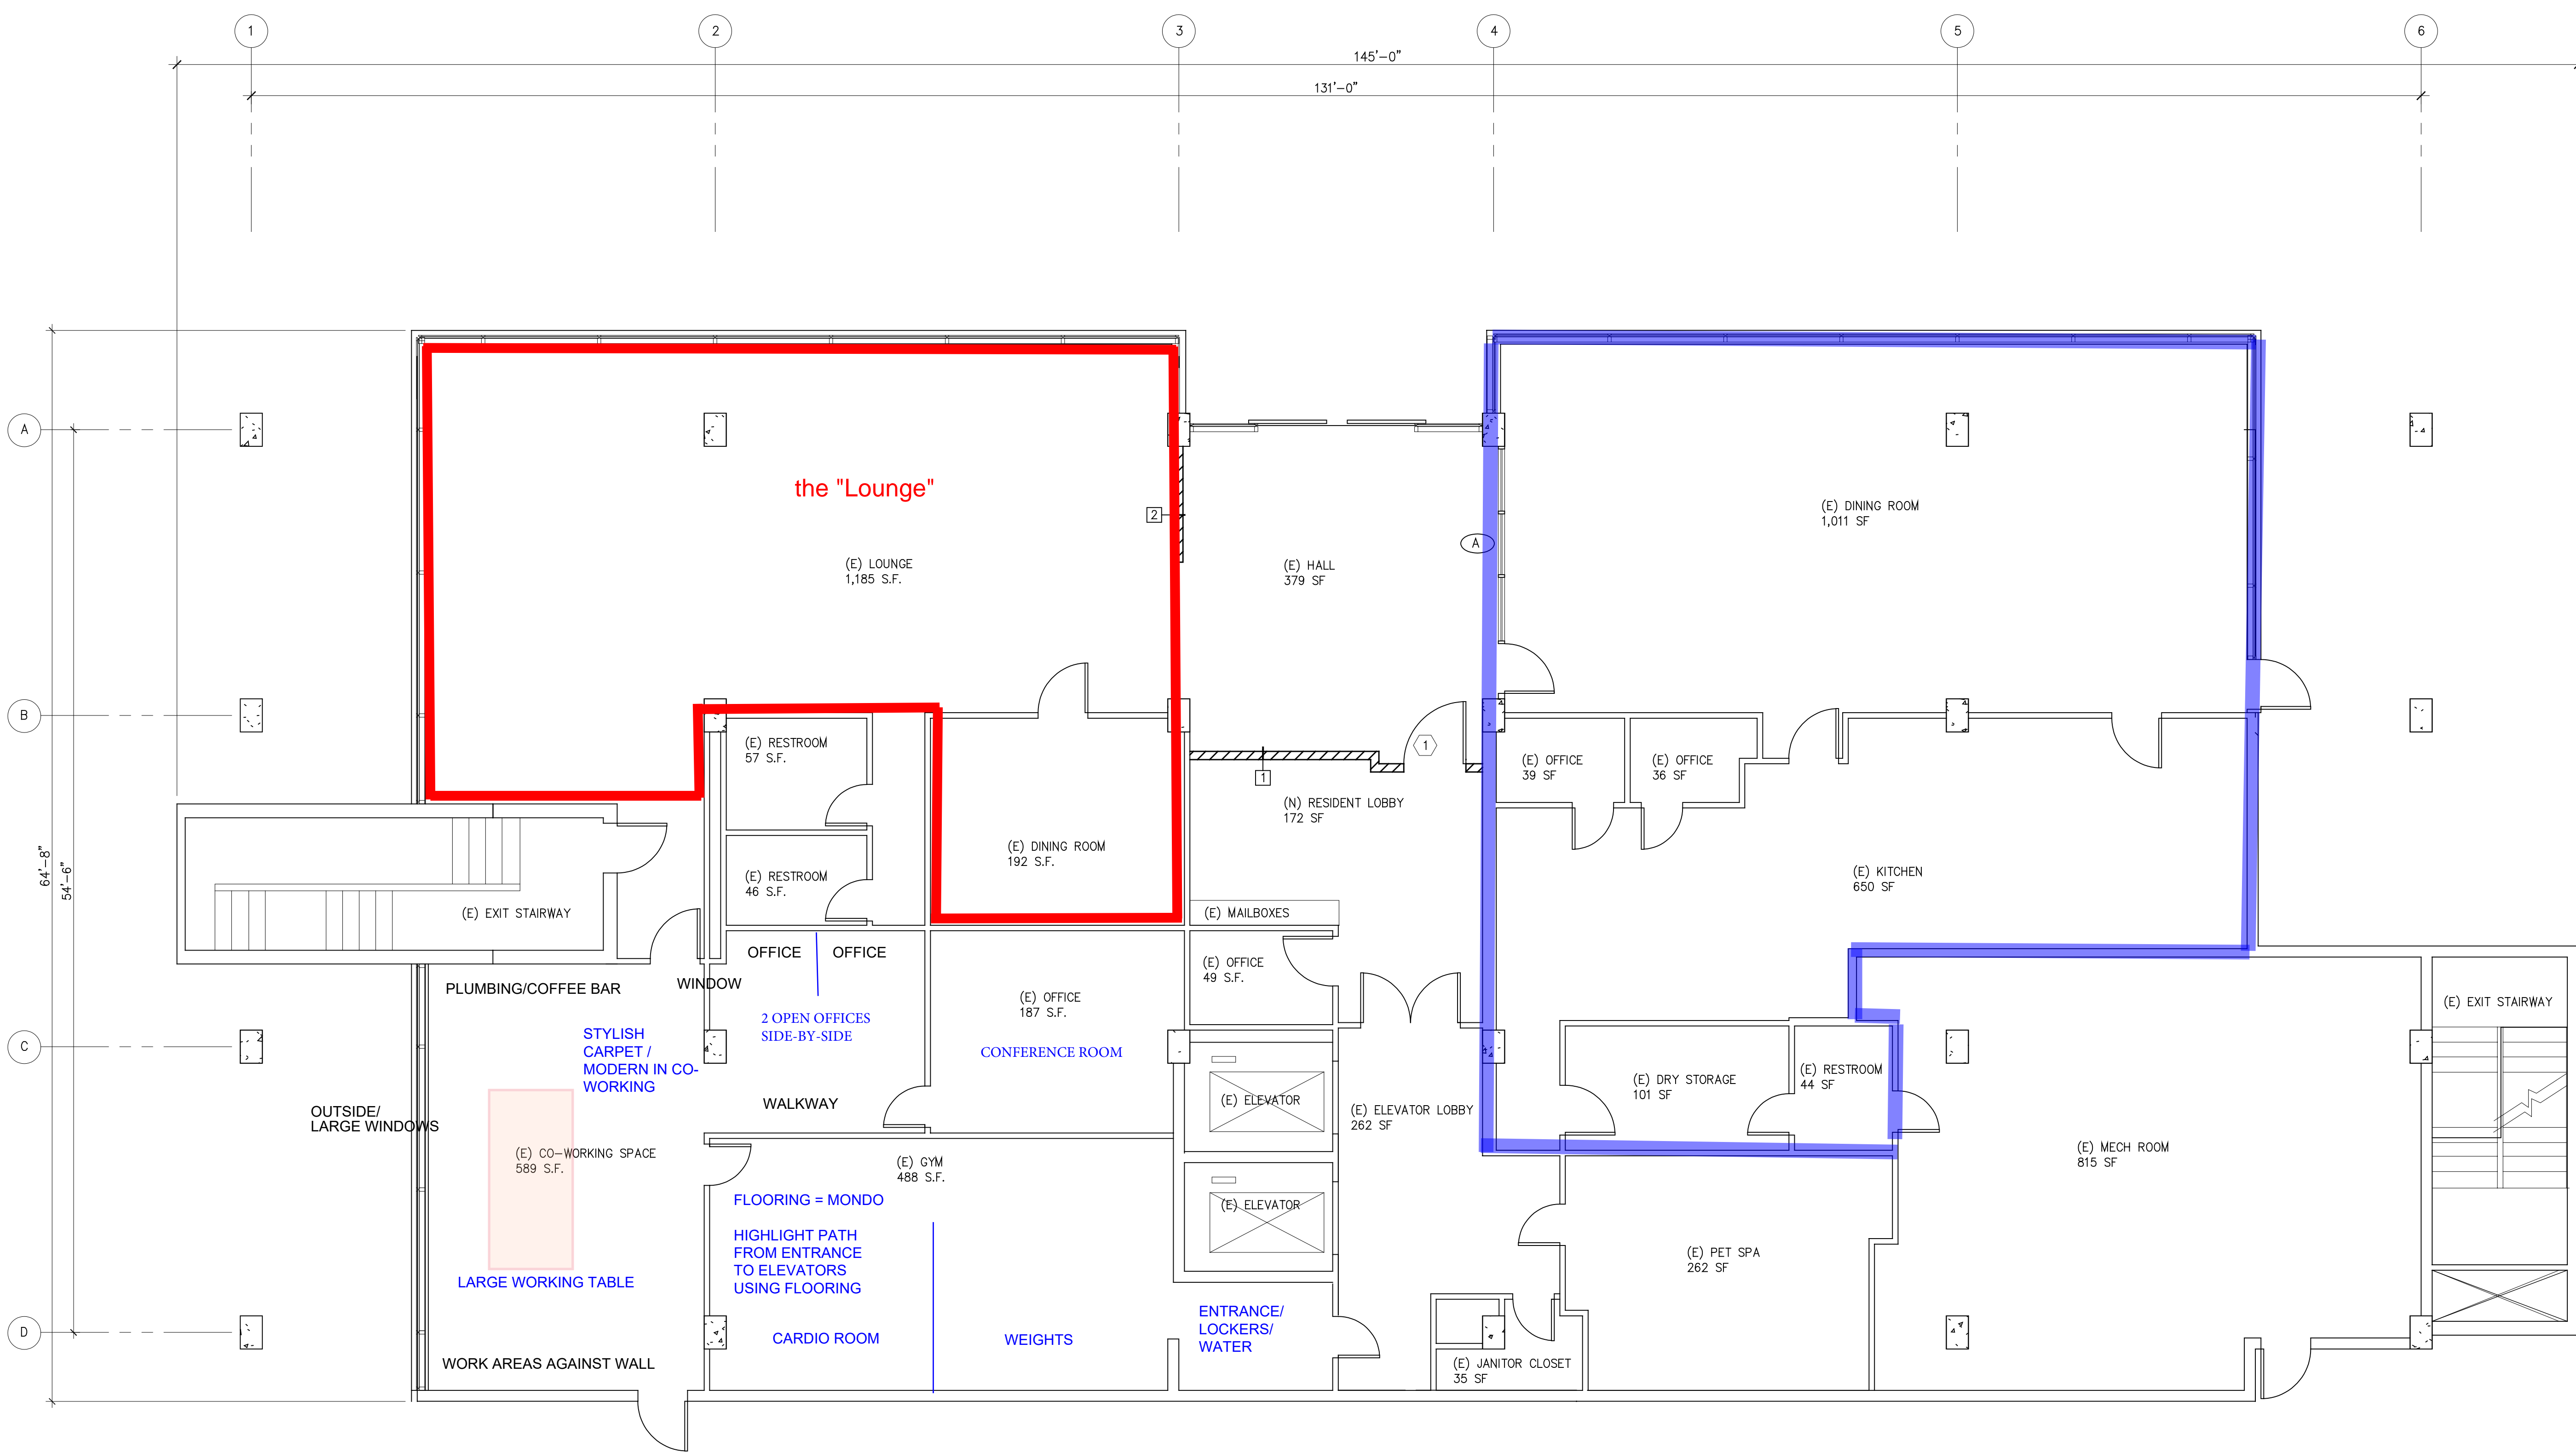 1
2
3
4
5
6
145'-0"
131'-0"
A
B
C
D
64'-8"
54'-6"
the "Lounge"
(E) LOUNGE
1,185 S.F.
2
(E) HALL
379 SF
A
(E) DINING ROOM
1,011 SF
(E) RESTROOM
57 S.F.
1
1
(E) OFFICE
39 SF
(E) OFFICE
36 SF
(N) RESIDENT LOBBY
172 SF
(E) DINING ROOM
192 S.F.
(E) RESTROOM
46 S.F.
(E) KITCHEN
650 SF
(E) EXIT STAIRWAY
(E) MAILBOXES
OFFICE
OFFICE
(E) OFFICE
49 S.F.
WINDOW
PLUMBING/COFFEE BAR
(E) OFFICE
187 S.F.
(E) EXIT STAIRWAY
2 OPEN OFFICES
SIDE-BY-SIDE
STYLISH
CARPET /
MODERN IN CO-
WORKING
CONFERENCE ROOM
(E) DRY STORAGE
101 SF
(E) RESTROOM
44 SF
WALKWAY
(E) ELEVATOR
(E) ELEVATOR LOBBY
262 SF
OUTSIDE/
LARGE WINDOWS
(E) CO-WORKING SPACE
589 S.F.
(E) GYM
488 S.F.
(E) MECH ROOM
815 SF
FLOORING = MONDO
(E) ELEVATOR
HIGHLIGHT PATH
FROM ENTRANCE
TO ELEVATORS
USING FLOORING
(E) PET SPA
262 SF
LARGE WORKING TABLE
ENTRANCE/
LOCKERS/
WATER
CARDIO ROOM
WEIGHTS
WORK AREAS AGAINST WALL
(E) JANITOR CLOSET
35 SF